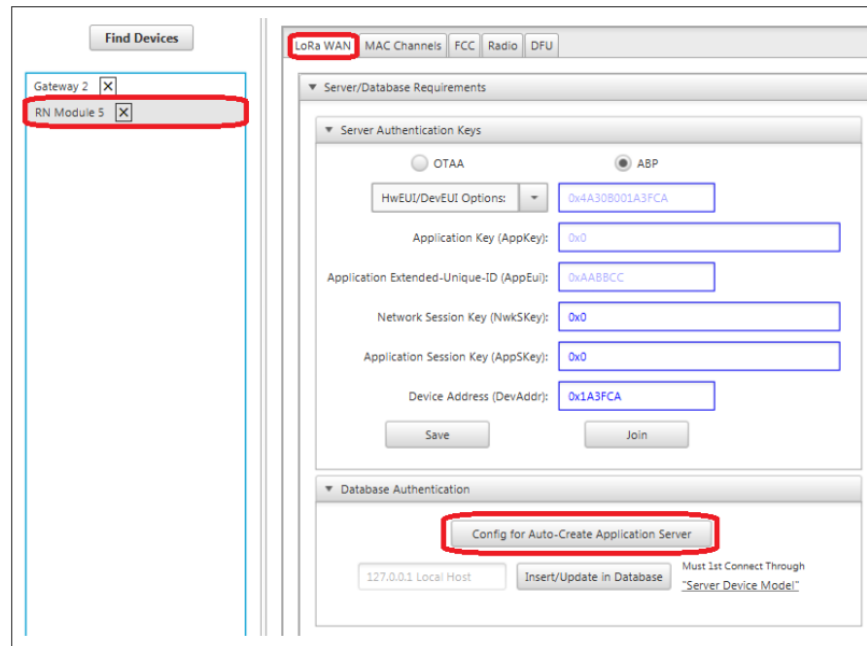 Find Devices
Gateway 2
RN Module 5
LoRa WAN MAC Channels FCC Radio DFU
Server/Database Requirements
Server Authentication Keys
OTAA ABP
HwEUI/DevEUI Options: 0x4A30B001A3FCA
Application Key (AppKey): 0x0
Application Extended-Unique-ID (AppEui): 0xAABBCC
Network Session Key (NwkSKey): 0x0
Application Session Key (AppSKey): 0x0
Device Address (DevAddr): 0x1A3FCA
Save Join
Database Authentication
Config for Auto-Create Application Server
127.0.0.1 Local Host Insert/Update in Database Must 1st Connect Through
"Server Device Model"